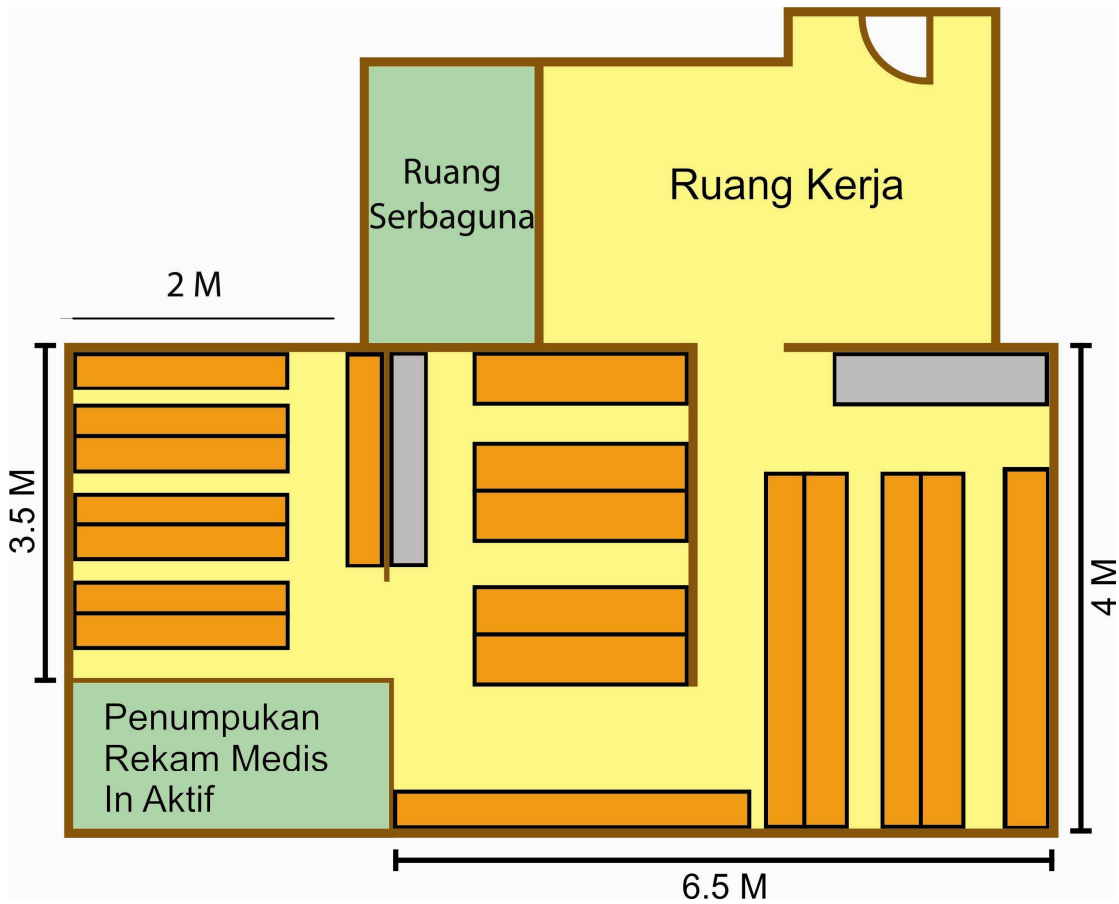 Ruang
Serbaguna
Ruang Kerja
2 M
3.5 M
4 M
Penumpukan
Rekam Medis
In Aktif
6.5 M